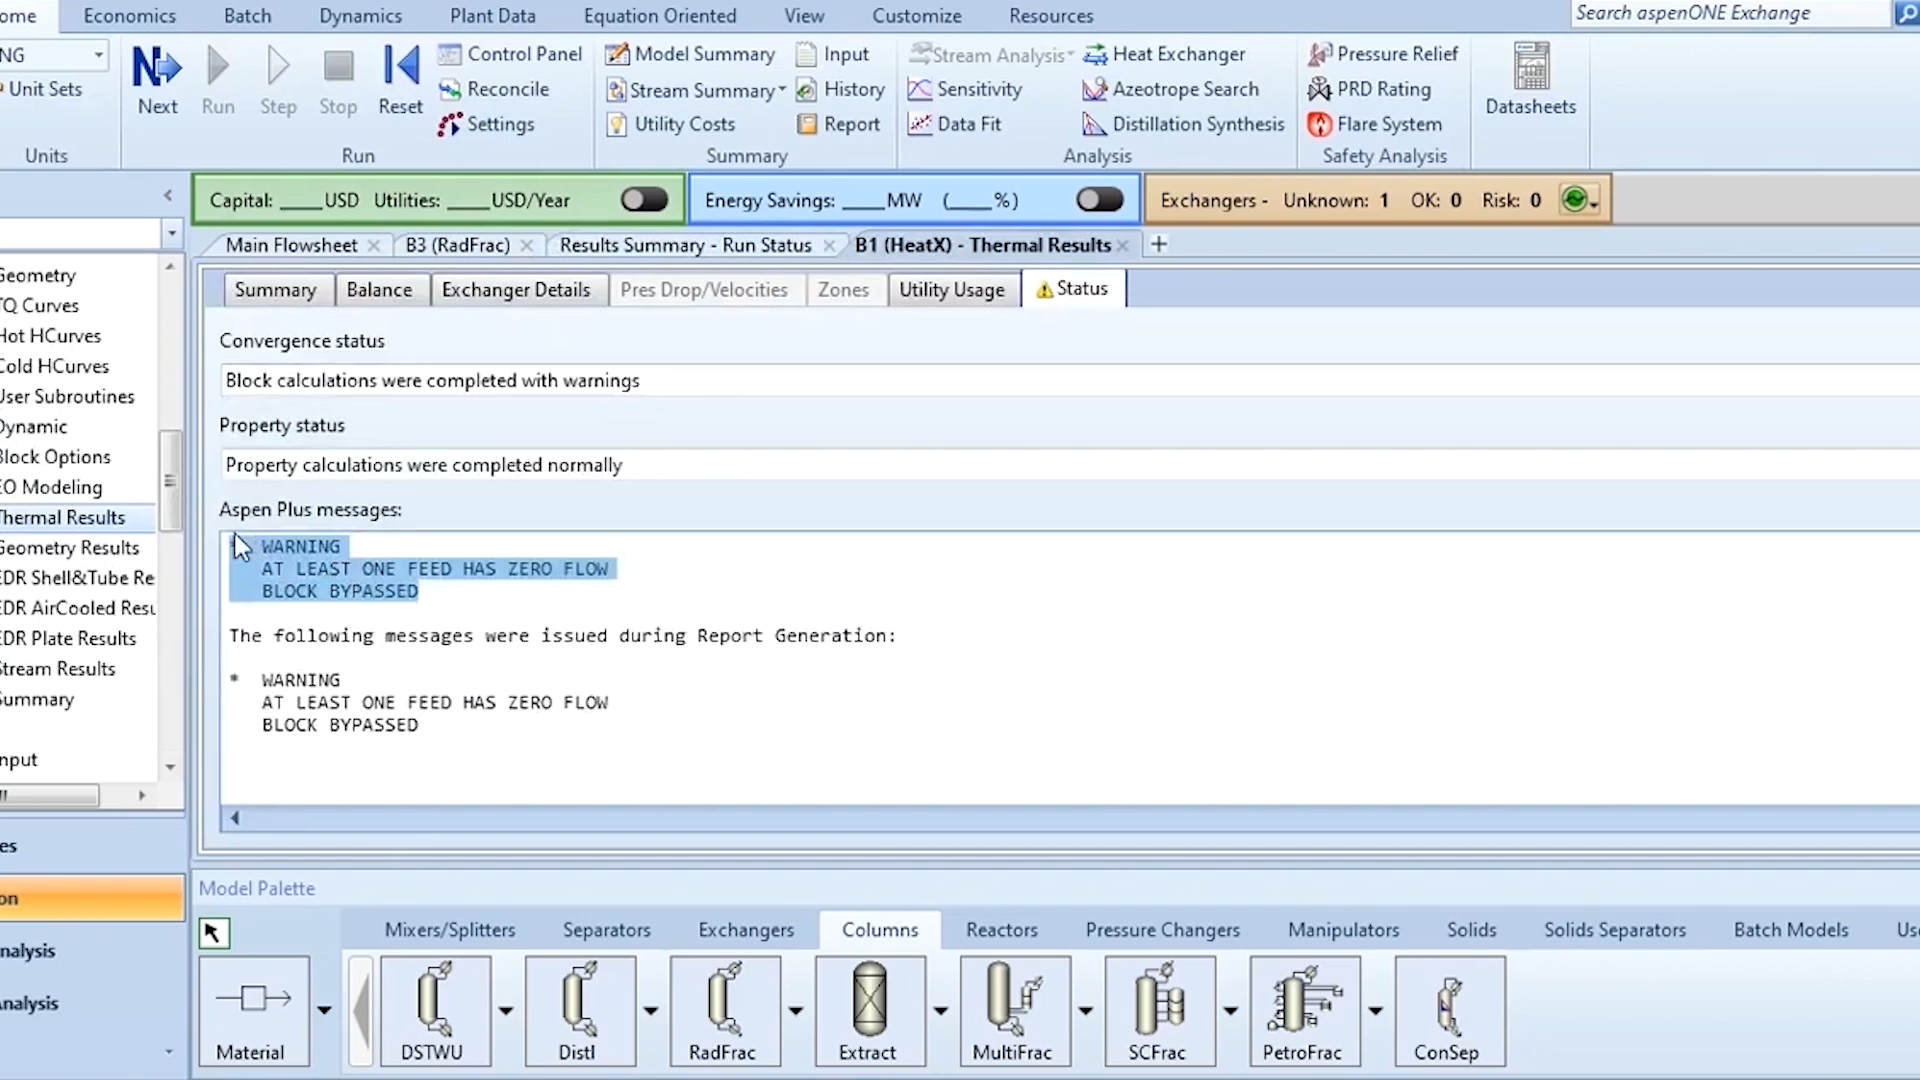 ome Economics Batch Dynamics Plant Data Equation Oriented View Customize Resources Search aspenONE Exchange
NG
Unit Sets
Units
Next Run Step Stop Reset
Control Panel
Reconcile
Settings
Run
Model Summary
Stream Summary
Utility Costs
Input
History
Report
Summary
Stream Analysis
Sensitivity
Data Fit
Heat Exchanger
Azeotrope Search
Distillation Synthesis
Analysis
Pressure Relief
PRD Rating
Flare System
Safety Analysis
Datasheets
Capital: ____USD Utilities: ____USD/Year
Energy Savings: ____MW (____%)
Exchangers - Unknown: 1 OK: 0 Risk: 0
Main Flowsheet B3 (RadFrac) Results Summary - Run Status B1 (HeatX) - Thermal Results
Geometry
TQ Curves
Hot HCurves
Cold HCurves
User Subroutines
Dynamic
Block Options
EO Modeling
Thermal Results
Geometry Results
EDR Shell&Tube Re
EDR AirCooled Resu
EDR Plate Results
Stream Results
Summary
nput
es
on
nalysis
nalysis
Summary Balance Exchanger Details Pres Drop/Velocities Zones Utility Usage Status
Convergence status
Block calculations were completed with warnings
Property status
Property calculations were completed normally
Aspen Plus messages:
WARNING
AT LEAST ONE FEED HAS ZERO FLOW
BLOCK BYPASSED
The following messages were issued during Report Generation:
* WARNING
AT LEAST ONE FEED HAS ZERO FLOW
BLOCK BYPASSED
Model Palette
Mixers/Splitters Separators Exchangers Columns Reactors Pressure Changers Manipulators Solids Solids Separators Batch Models Us
Material DSTWU Distl RadFrac Extract MultiFrac SCFrac PetroFrac ConSep